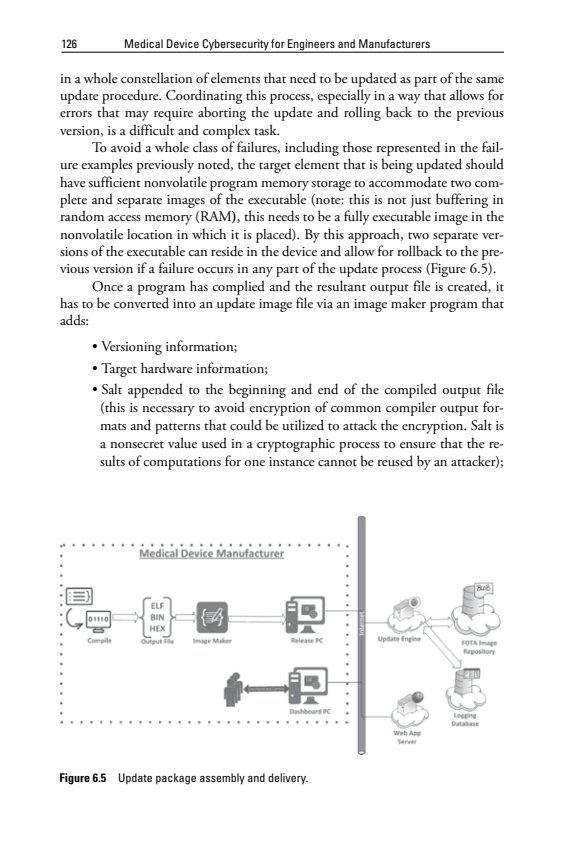 126 Medical Device Cybersecurity for Engineers and Manufacturers
in a whole constellation of elements that need to be updated as part of the same
update procedure. Coordinating this process, especially in a way that allows for
errors that may require aborting the update and rolling back to the previous
version, is a difficult and complex task.
To avoid a whole class of failures, including those represented in the fail-
ure examples previously noted, the target element that is being updated should
have sufficient nonvolatile program memory storage to accommodate two com-
plete and separate images of the executable (note: this is not just buffering in
random access memory (RAM), this needs to be a fully executable image in the
nonvolatile location in which it is placed). By this approach, two separate ver-
sions of the executable can reside in the device and allow for rollback to the pre-
vious version if a failure occurs in any part of the update process (Figure 6.5).
Once a program has complied and the resultant output file is created, it
has to be converted into an update image file via an image maker program that
adds:
• Versioning information;
• Target hardware information;
• Salt appended to the beginning and end of the compiled output file
(this is necessary to avoid encryption of common compiler output for-
mats and patterns that could be utilized to attack the encryption. Salt is
a nonsecret value used in a cryptographic process to ensure that the re-
sults of computations for one instance cannot be reused by an attacker);
Medical Device Manufacturer
01110
Compile
ELF
BIN
HEX
Output File
Image Maker
Release PC
Dashboard PC
Internet
Update Engine
Web App
Server
BLOB
FOTA Image
Repository
Logging
Database
Figure 6.5 Update package assembly and delivery.